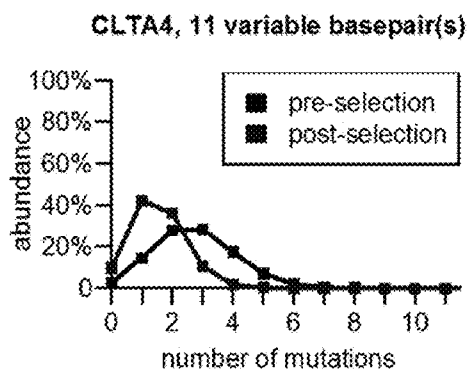 CLTA4, 11 variable basepair(s)
100%
80%
60%
40%
20%
0
abundance
pre-selection
post-selection
0 2 4 6 8 10
number of mutations